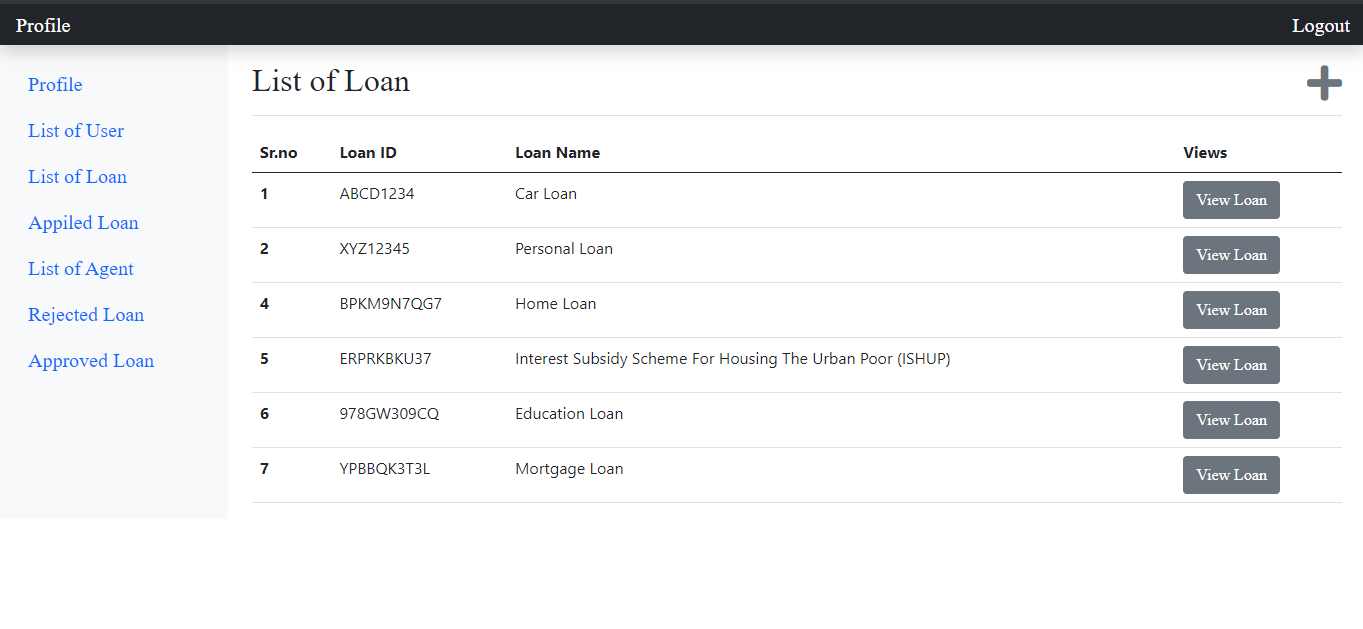 Profile Logout
Profile
List of User
List of Loan
Appiled Loan
List of Agent
Rejected Loan
Approved Loan
List of Loan
Sr.no Loan ID Loan Name Views
1 ABCD1234 Car Loan View Loan
2 XYZ12345 Personal Loan View Loan
4 BPKM9N7QG7 Home Loan View Loan
5 ERPRKBKU37 Interest Subsidy Scheme For Housing The Urban Poor (ISHUP) View Loan
6 978GW309CQ Education Loan View Loan
7 YPBBQK3T3L Mortgage Loan View Loan